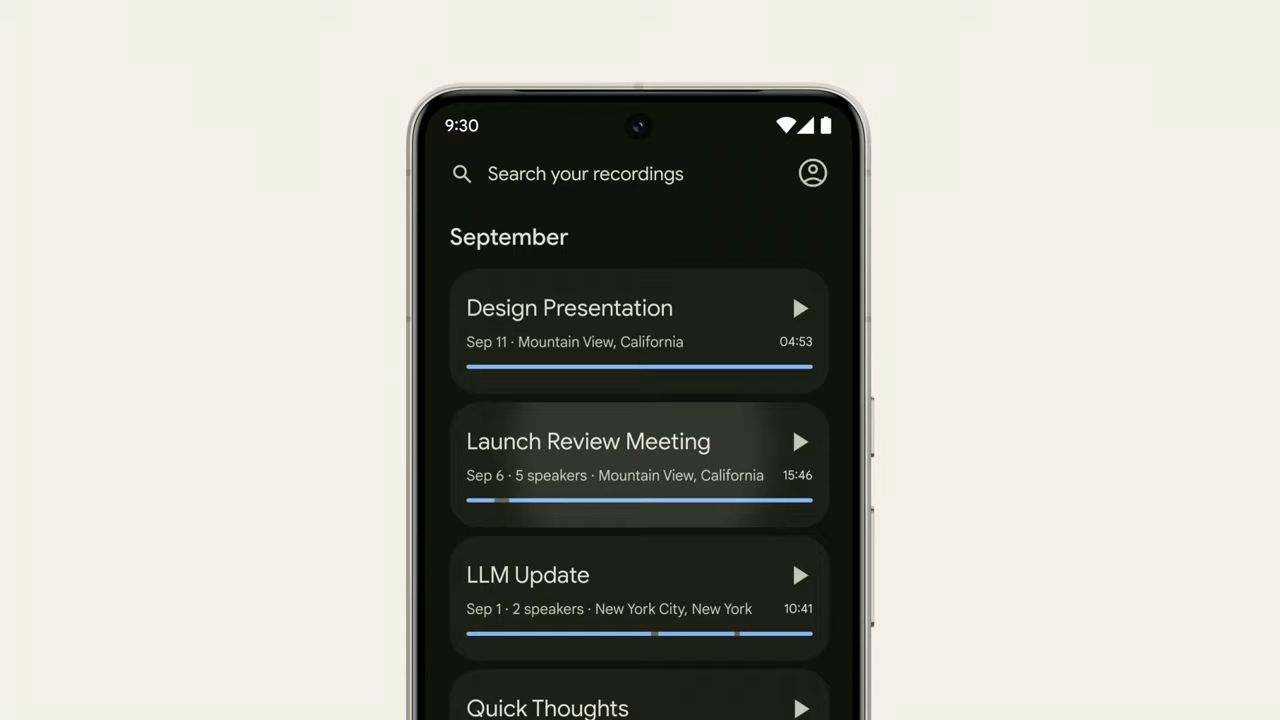 9:30
Search your recordings
September
Design Presentation
Sep 11 · Mountain View, California 04:53
Launch Review Meeting
Sep 6 · 5 speakers · Mountain View, California 15:46
LLM Update
Sep 1 · 2 speakers · New York City, New York 10:41
Quick Thoughts